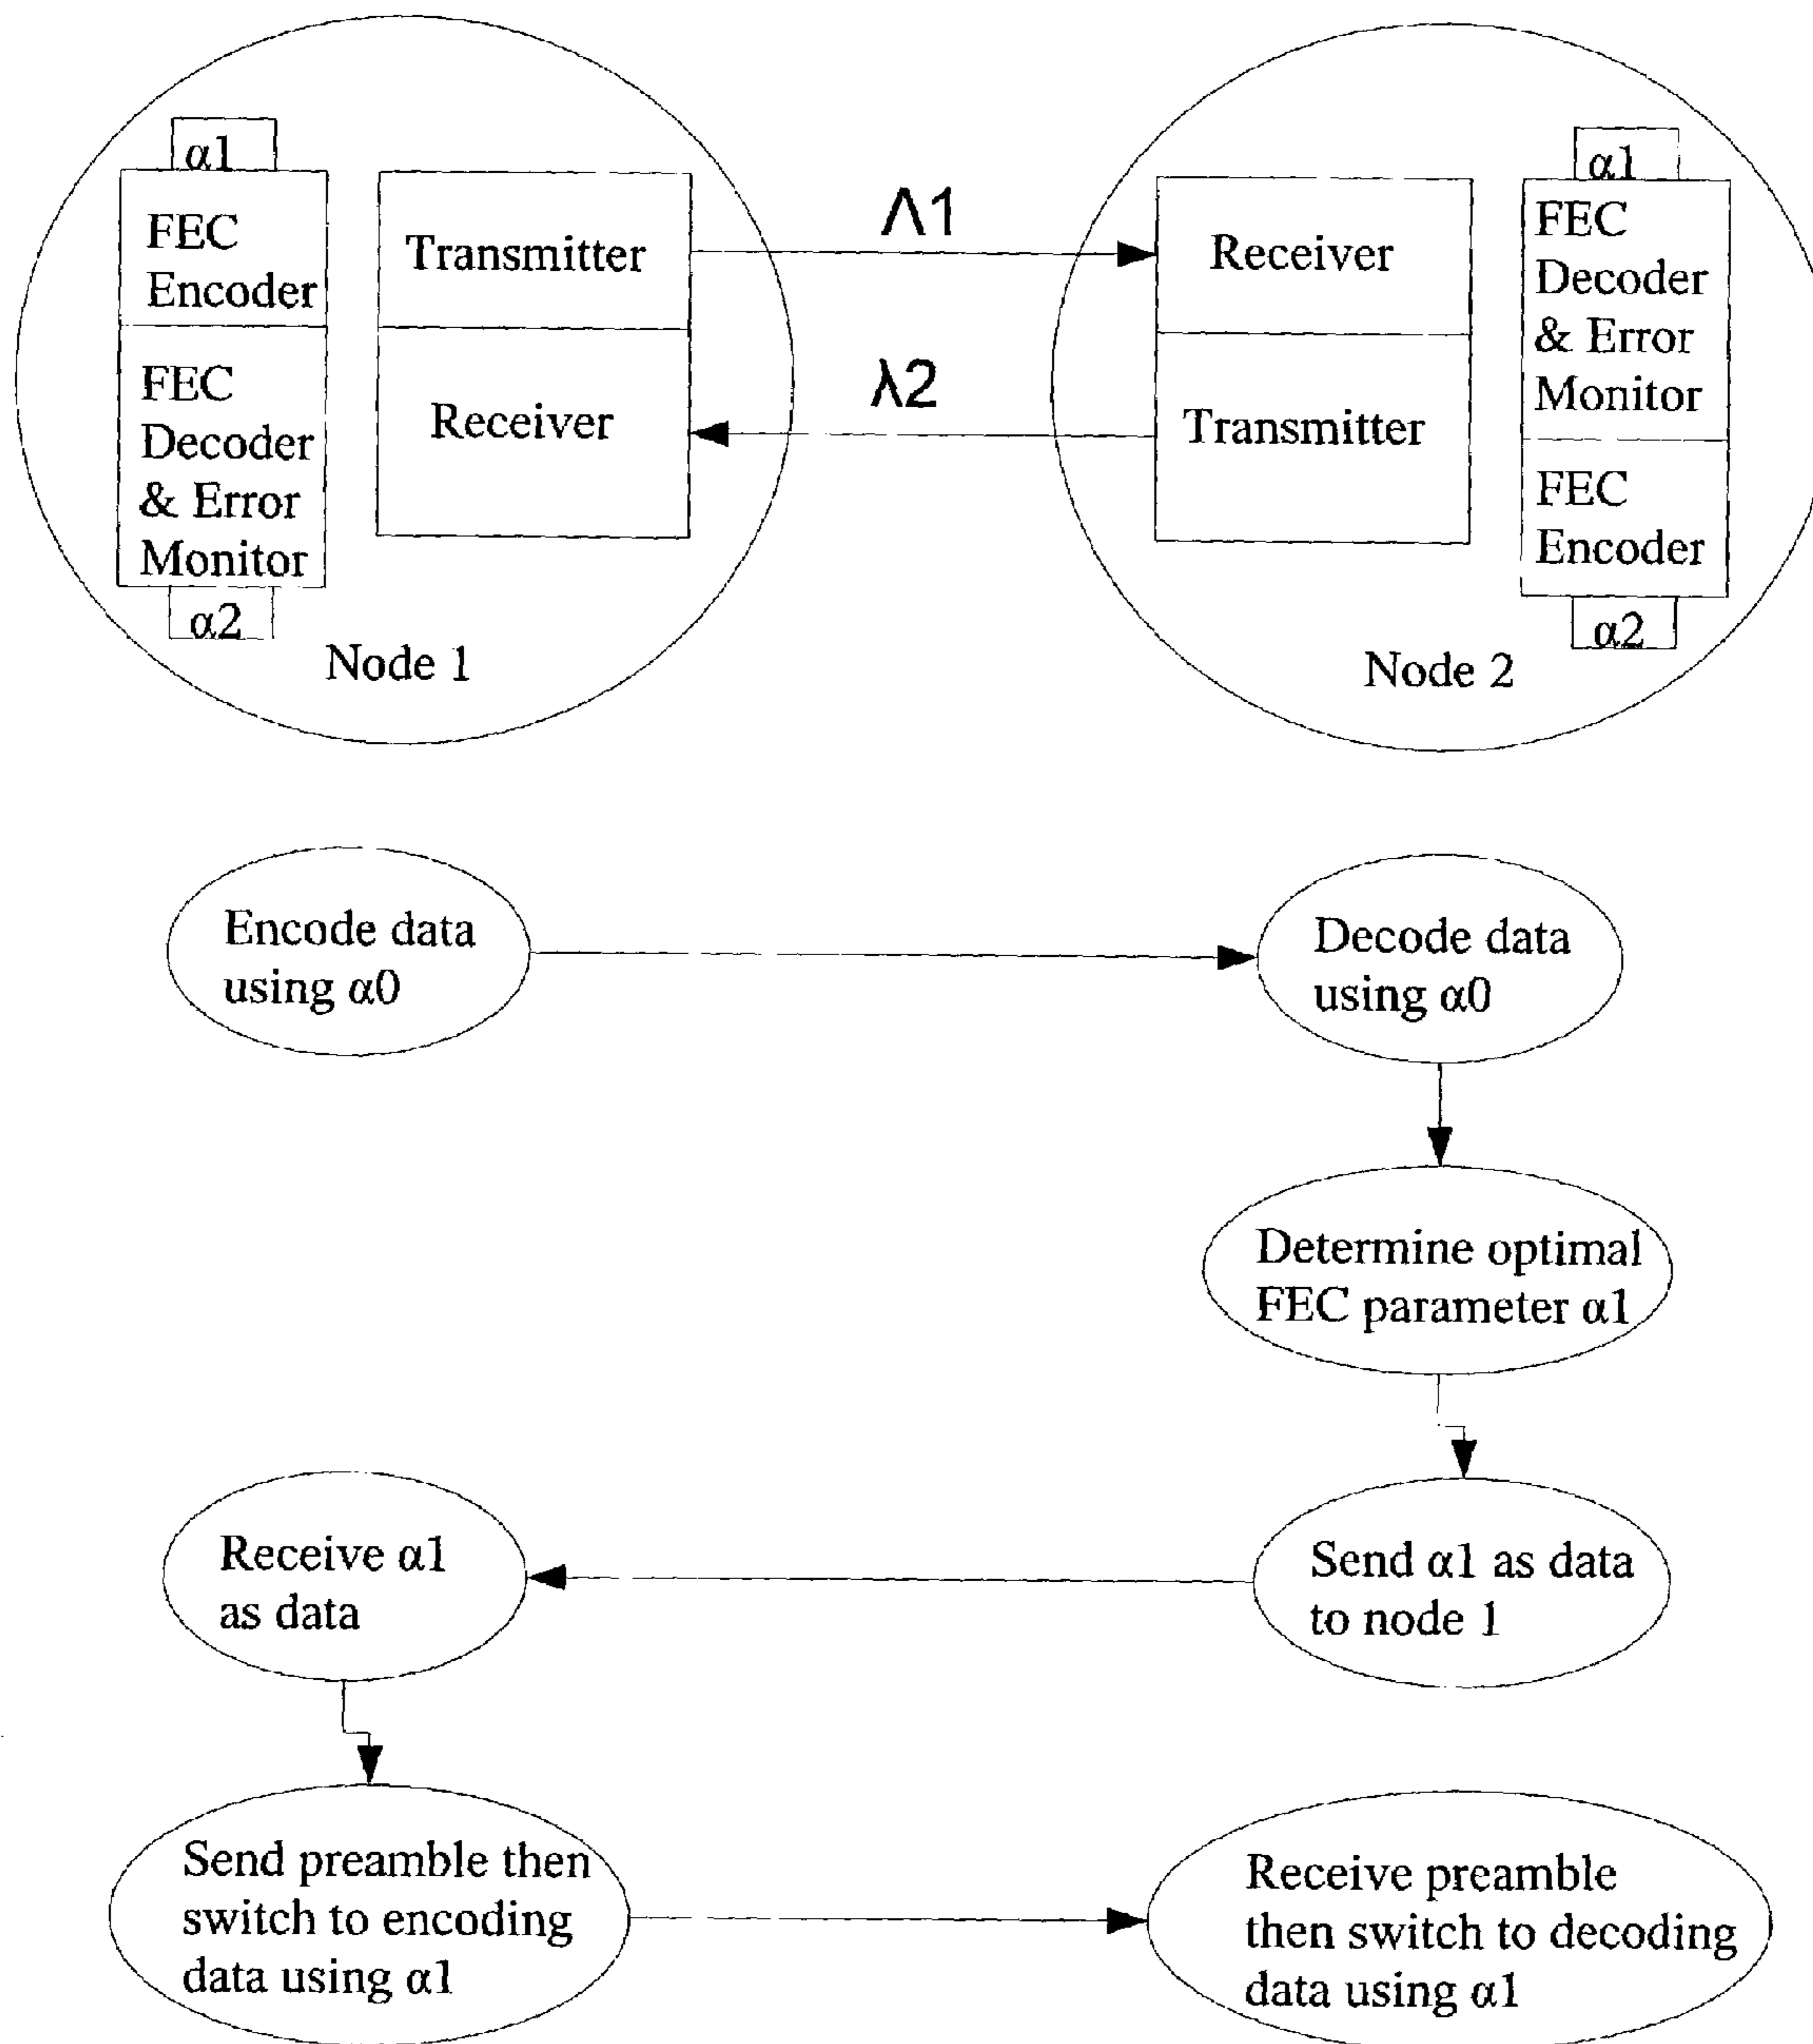 α1
FEC
Encoder
FEC
Decoder
& Error
Monitor
α2
Transmitter
Receiver
Node 1
Λ1
λ2
Receiver
Transmitter
α1
FEC
Decoder
& Error
Monitor
FEC
Encoder
α2
Node 2
Encode data
using α0
Decode data
using α0
Determine optimal
FEC parameter α1
Send α1 as data
to node 1
Receive α1
as data
Send preamble then
switch to encoding
data using α1
Receive preamble
then switch to decoding
data using α1